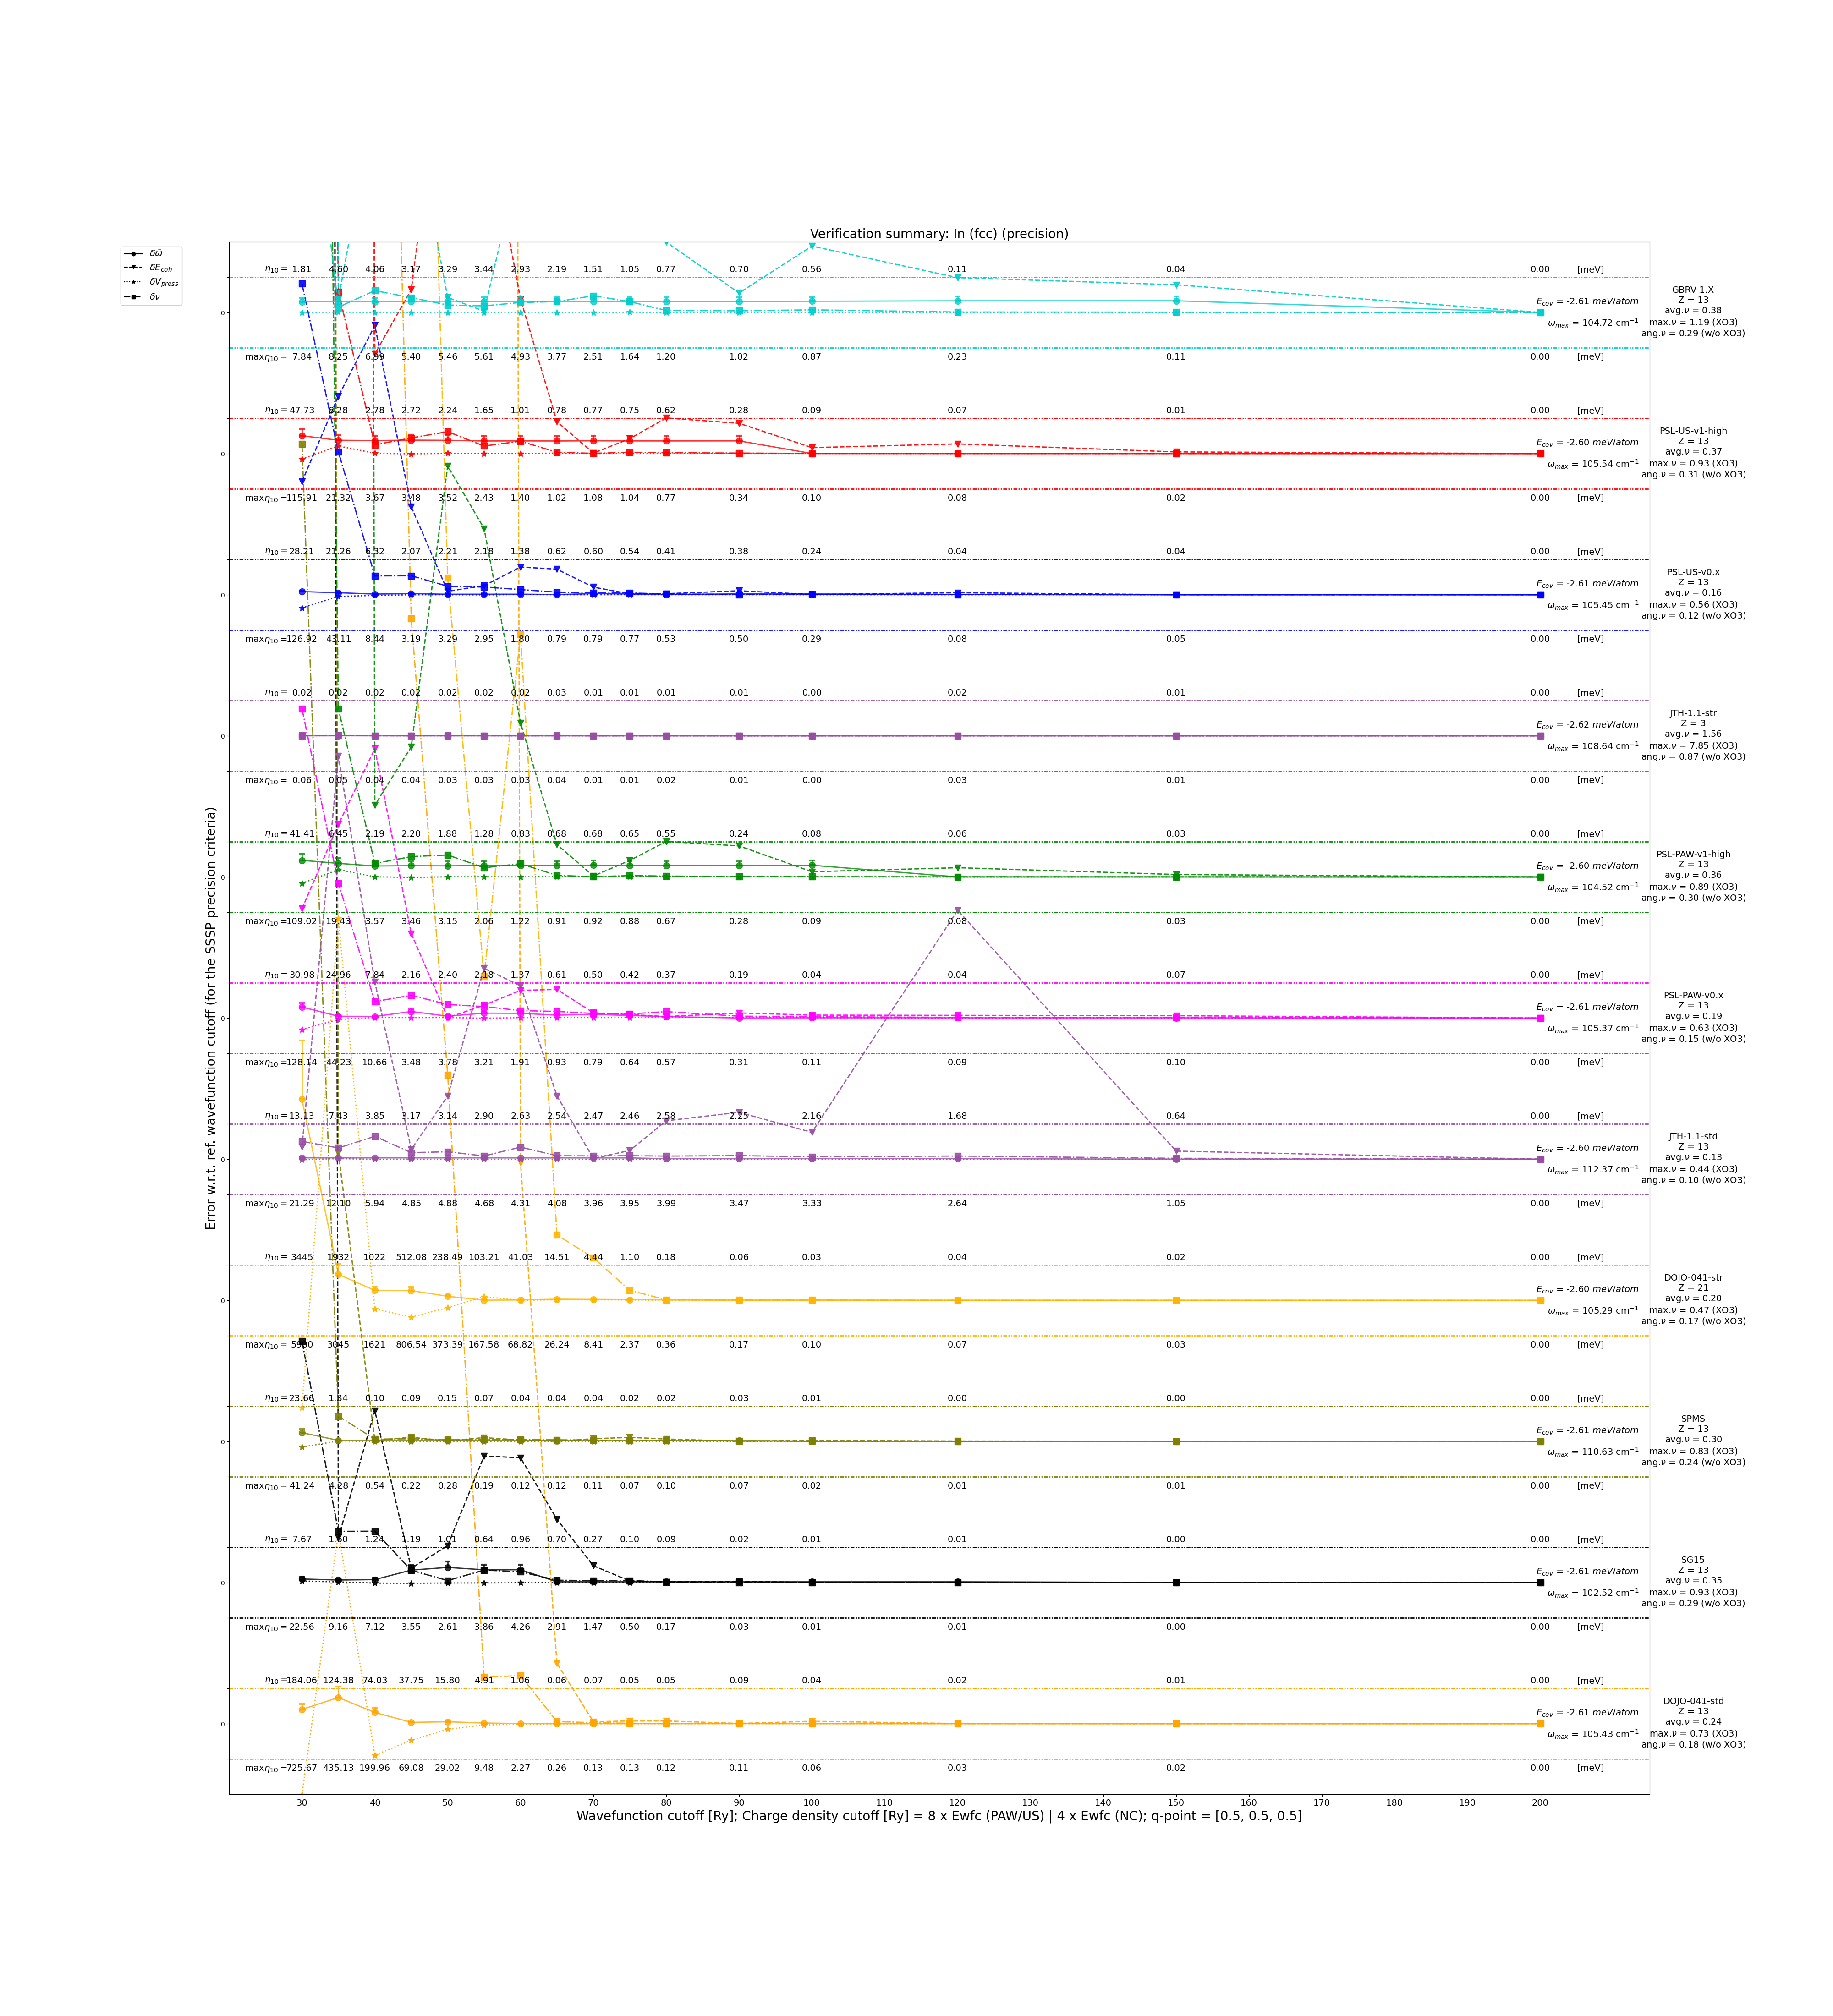 Verification summary: In (fcc) (precision)
δω̄
δE_coh
δV_press
δν
Error w.r.t. ref. wavefunction cutoff (for the SSSP precision criteria)
η₁₀ = 1.81 4.60 4.06 3.17 3.29 3.44 2.93 2.19 1.51 1.05 0.77 0.70 0.56 0.11 0.04 0.00 [meV]
0
E_cov = -2.61 meV/atom
ω_max = 104.72 cm⁻¹
GBRV-1.X
Z = 13
avg.ν = 0.38
max.ν = 1.19 (XO3)
ang.ν = 0.29 (w/o XO3)
maxη₁₀ = 7.84 8.25 6.99 5.40 5.46 5.61 4.93 3.77 2.51 1.64 1.20 1.02 0.87 0.23 0.11 0.00 [meV]
η₁₀ = 47.73 2.78 2.72 2.24 1.65 1.01 0.78 0.77 0.75 0.62 0.28 0.09 0.07 0.01 0.00 [meV]
0
E_cov = -2.60 meV/atom
ω_max = 105.54 cm⁻¹
PSL-US-v1-high
Z = 13
avg.ν = 0.37
max.ν = 0.93 (XO3)
ang.ν = 0.31 (w/o XO3)
maxη₁₀ = 115.91 21.32 3.67 3.48 3.52 2.43 1.40 1.02 1.08 1.04 0.77 0.34 0.10 0.08 0.02 0.00 [meV]
η₁₀ = 28.21 21.26 6.32 2.07 2.21 2.18 1.38 0.62 0.60 0.54 0.41 0.38 0.24 0.04 0.04 0.00 [meV]
0
E_cov = -2.61 meV/atom
ω_max = 105.45 cm⁻¹
PSL-US-v0.x
Z = 13
avg.ν = 0.16
max.ν = 0.56 (XO3)
ang.ν = 0.12 (w/o XO3)
maxη₁₀ = 126.92 43.11 8.44 3.19 3.29 2.95 1.80 0.79 0.79 0.77 0.53 0.50 0.29 0.08 0.05 0.00 [meV]
η₁₀ = 0.02 0.02 0.02 0.02 0.02 0.02 0.02 0.03 0.01 0.01 0.01 0.01 0.00 0.02 0.01 0.00 [meV]
0
E_cov = -2.62 meV/atom
ω_max = 108.64 cm⁻¹
JTH-1.1-str
Z = 3
avg.ν = 1.56
max.ν = 7.85 (XO3)
ang.ν = 0.87 (w/o XO3)
maxη₁₀ = 0.06 0.05 0.04 0.04 0.03 0.03 0.03 0.04 0.01 0.01 0.02 0.01 0.00 0.03 0.01 0.00 [meV]
η₁₀ = 41.41 6.45 2.19 2.20 1.88 1.28 0.83 0.68 0.68 0.65 0.55 0.24 0.08 0.06 0.03 0.00 [meV]
0
E_cov = -2.60 meV/atom
ω_max = 104.52 cm⁻¹
PSL-PAW-v1-high
Z = 13
avg.ν = 0.36
max.ν = 0.89 (XO3)
ang.ν = 0.30 (w/o XO3)
maxη₁₀ = 109.02 19.43 3.57 3.46 3.15 2.06 1.22 0.91 0.92 0.88 0.67 0.28 0.09 0.08 0.03 0.00 [meV]
η₁₀ = 30.98 24.96 7.84 2.16 2.40 2.18 1.37 0.61 0.50 0.42 0.37 0.19 0.04 0.04 0.07 0.00 [meV]
0
E_cov = -2.61 meV/atom
ω_max = 105.37 cm⁻¹
PSL-PAW-v0.x
Z = 13
avg.ν = 0.19
max.ν = 0.63 (XO3)
ang.ν = 0.15 (w/o XO3)
maxη₁₀ = 128.14 44.23 10.66 3.48 3.78 3.21 1.91 0.93 0.79 0.64 0.57 0.31 0.11 0.09 0.10 0.00 [meV]
η₁₀ = 13.13 7.43 3.85 3.17 3.14 2.90 2.63 2.54 2.47 2.46 2.58 2.25 2.16 1.68 0.64 0.00 [meV]
0
E_cov = -2.60 meV/atom
ω_max = 112.37 cm⁻¹
JTH-1.1-std
Z = 13
avg.ν = 0.13
max.ν = 0.44 (XO3)
ang.ν = 0.10 (w/o XO3)
maxη₁₀ = 21.29 12.10 5.94 4.85 4.88 4.68 4.31 4.08 3.96 3.95 3.99 3.47 3.33 2.64 1.05 0.00 [meV]
η₁₀ = 3445 1932 1022 512.08 238.49 103.21 41.03 14.51 4.44 1.10 0.18 0.06 0.03 0.04 0.02 0.00 [meV]
0
E_cov = -2.60 meV/atom
ω_max = 105.29 cm⁻¹
DOJO-041-str
Z = 21
avg.ν = 0.20
max.ν = 0.47 (XO3)
ang.ν = 0.17 (w/o XO3)
maxη₁₀ = 3045 1621 806.54 373.39 167.58 68.82 26.24 8.41 2.37 0.36 0.17 0.10 0.07 0.03 0.00 [meV]
η₁₀ = 23.66 1.84 0.10 0.09 0.15 0.07 0.04 0.04 0.04 0.02 0.02 0.03 0.01 0.00 0.00 0.00 [meV]
0
E_cov = -2.61 meV/atom
ω_max = 110.63 cm⁻¹
SPMS
Z = 13
avg.ν = 0.30
max.ν = 0.83 (XO3)
ang.ν = 0.24 (w/o XO3)
maxη₁₀ = 41.24 4.28 0.54 0.22 0.28 0.19 0.12 0.12 0.11 0.07 0.10 0.07 0.02 0.01 0.01 0.00 [meV]
η₁₀ = 7.67 1.24 1.19 1.01 0.64 0.96 0.70 0.27 0.10 0.09 0.02 0.01 0.01 0.00 0.00 [meV]
0
E_cov = -2.61 meV/atom
ω_max = 102.52 cm⁻¹
SG15
Z = 13
avg.ν = 0.35
max.ν = 0.93 (XO3)
ang.ν = 0.29 (w/o XO3)
maxη₁₀ = 22.56 9.16 7.12 3.55 2.61 3.86 4.26 2.91 1.47 0.50 0.17 0.03 0.01 0.01 0.00 0.00 [meV]
η₁₀ = 184.06 124.38 74.03 37.75 15.80 4.91 1.06 0.06 0.07 0.05 0.05 0.09 0.04 0.02 0.01 0.00 [meV]
0
E_cov = -2.61 meV/atom
ω_max = 105.43 cm⁻¹
DOJO-041-std
Z = 13
avg.ν = 0.24
max.ν = 0.73 (XO3)
ang.ν = 0.18 (w/o XO3)
maxη₁₀ = 725.67 435.13 199.96 69.08 29.02 9.48 2.27 0.26 0.13 0.13 0.12 0.11 0.06 0.03 0.02 0.00 [meV]
30 40 50 60 70 80 90 100 110 120 130 140 150 160 170 180 190 200
Wavefunction cutoff [Ry]; Charge density cutoff [Ry] = 8 x Ewfc (PAW/US) | 4 x Ewfc (NC); q-point = [0.5, 0.5, 0.5]